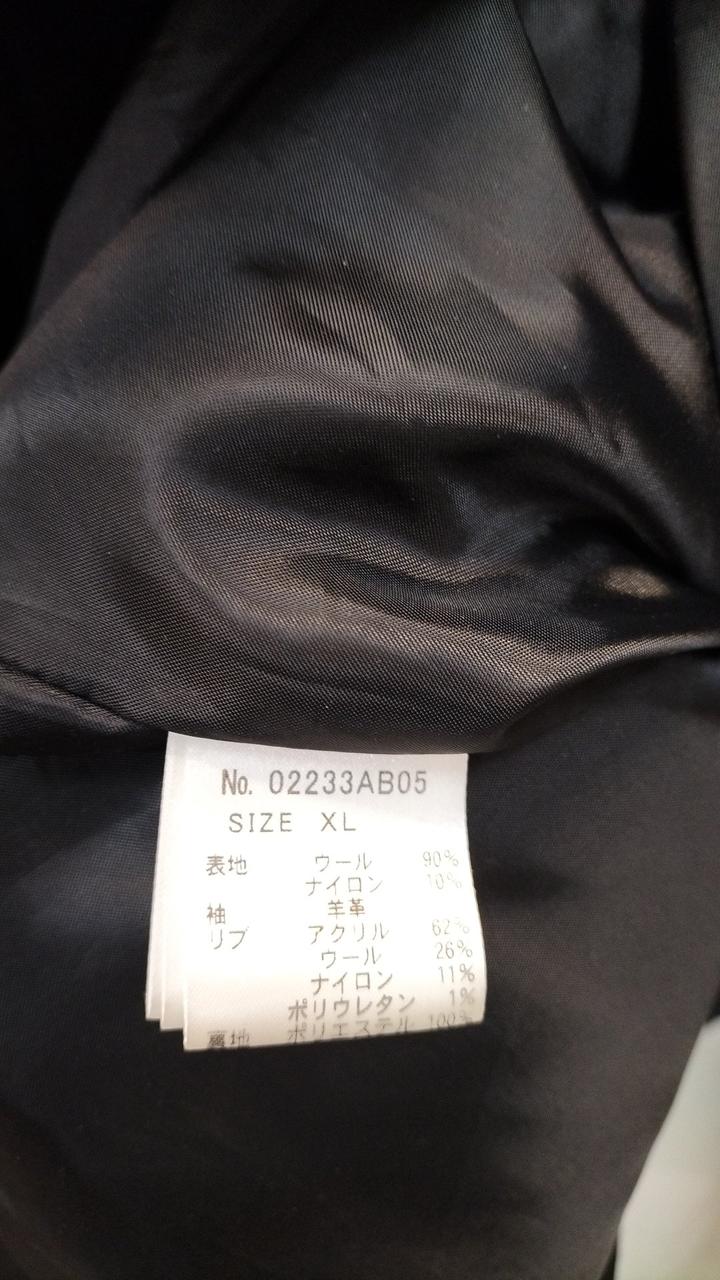 No. 02233AB05
SIZE XL
表地 ウール 90%
ナイロン 10%
袖 羊革
リブ アクリル 62%
ウール 26%
ナイロン 11%
ポリウレタン 1%
裏地 ポリエステル 100%